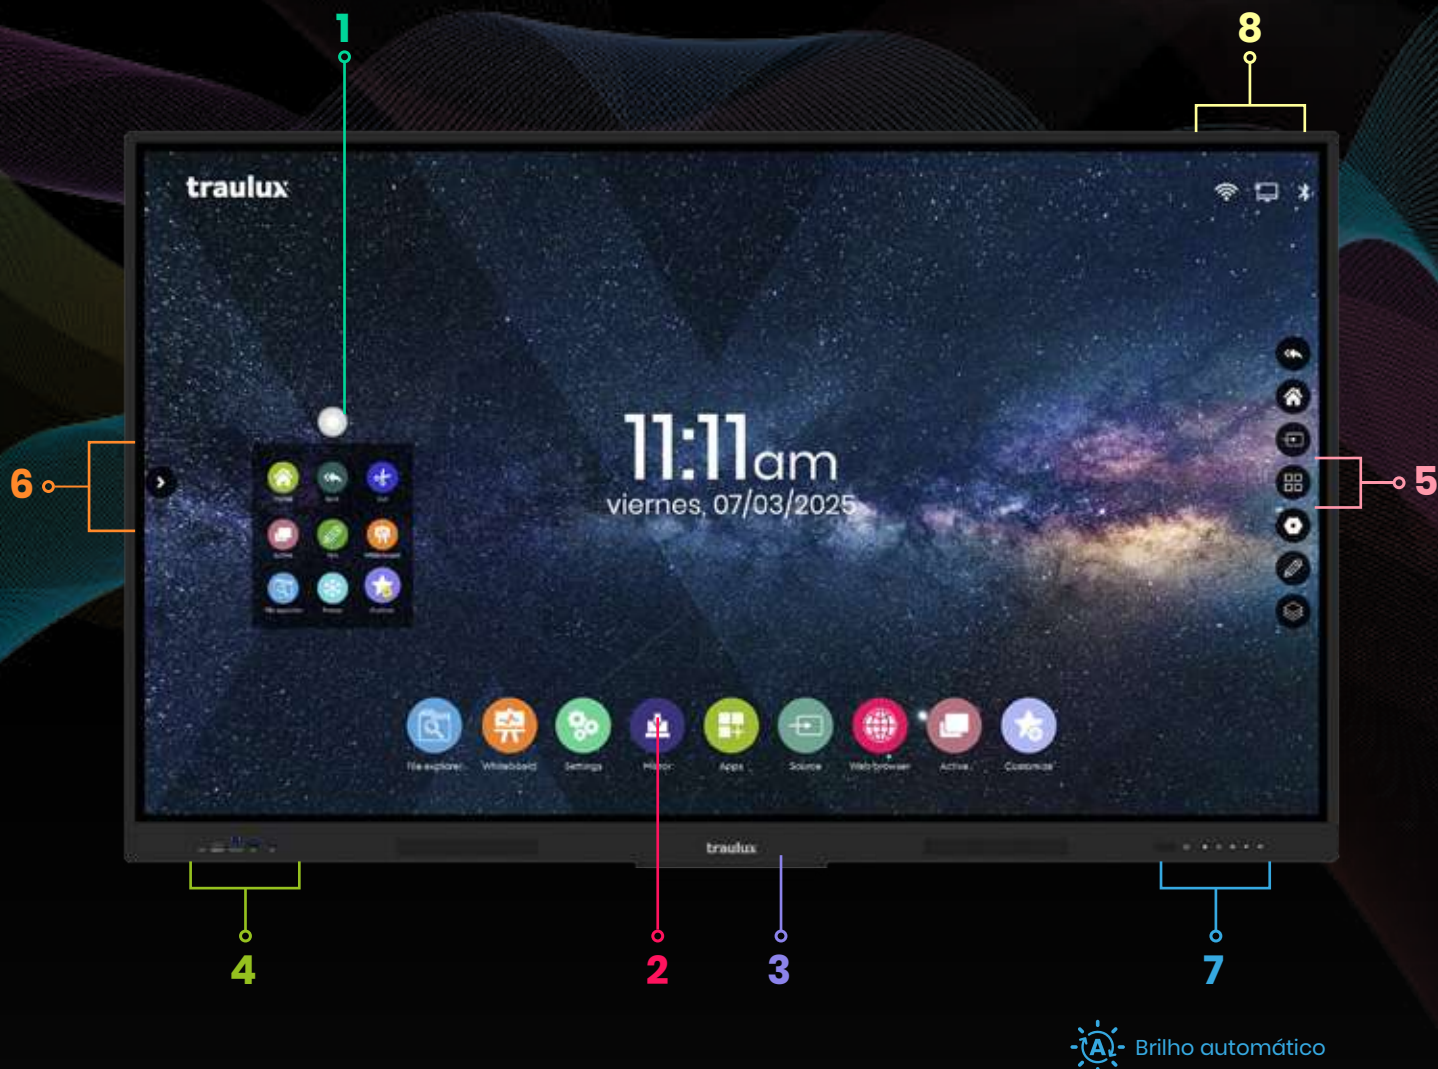 1
8
traulux
11:11am
viernes, 07/03/2025
6
5
File explorer
Whiteboard
Settings
Mirror
Apps
Source
Web browser
Active
Customize
traulux
4
2
3
7
A
Brilho automático